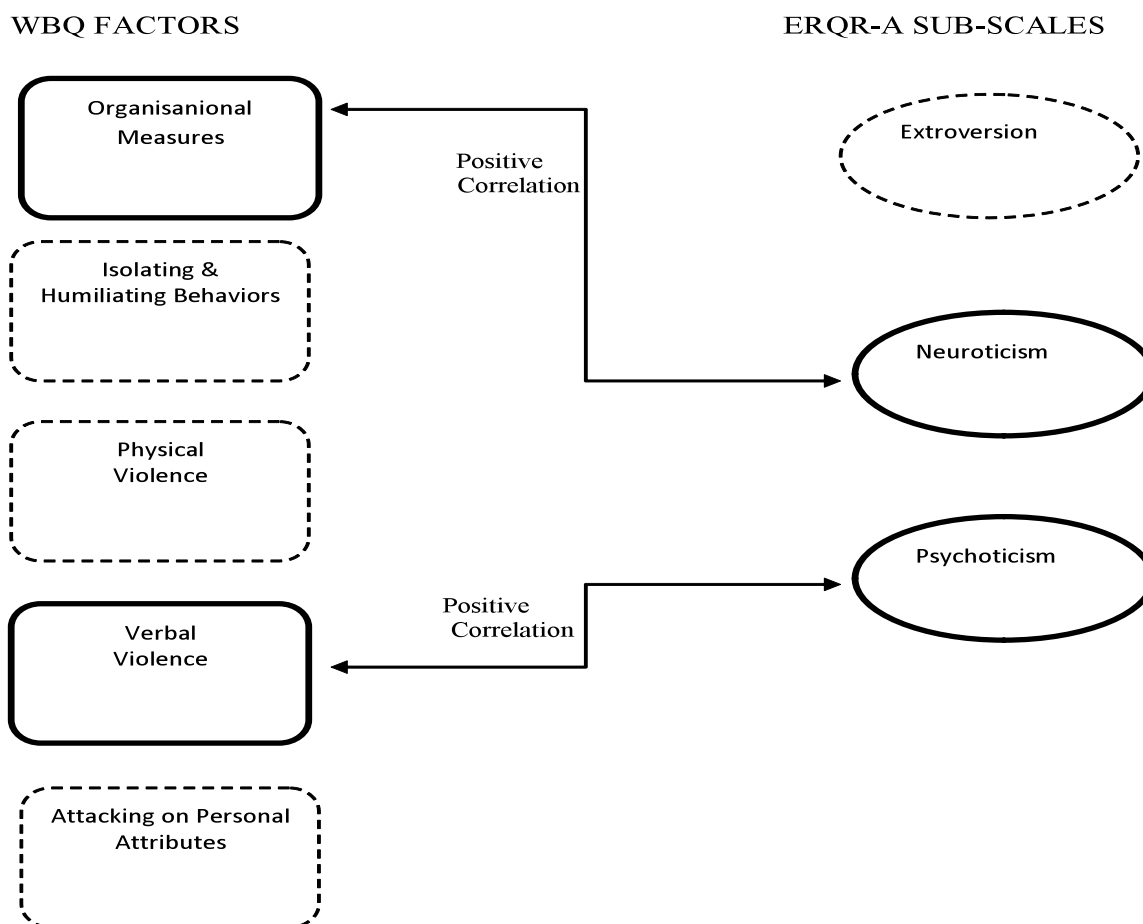 WBQ FACTORS
ERQR-A SUB-SCALES
Organisanional
Measures
Extroversion
Positive
Correlation
Isolating &
Humiliating Behaviors
Neuroticism
Physical
Violence
Psychoticism
Positive
Correlation
Verbal
Violence
Attacking on Personal
Attributes